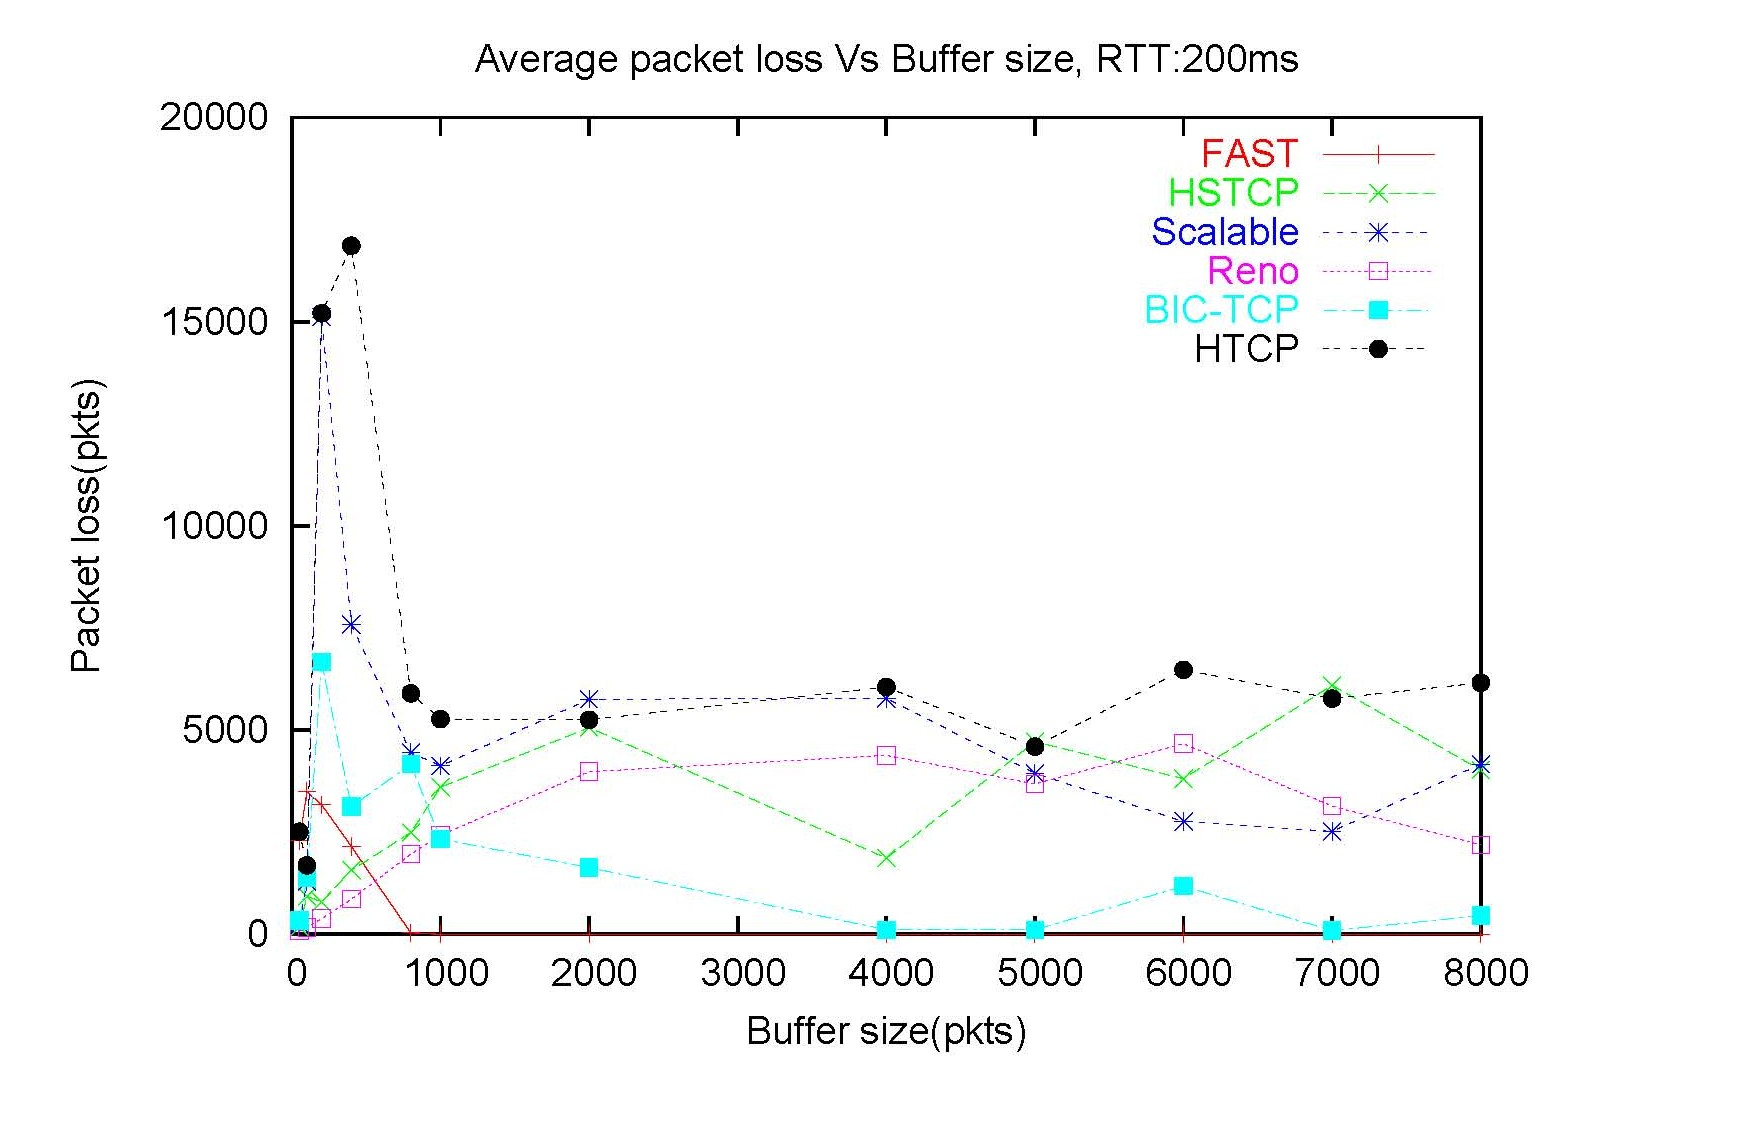 Average packet loss Vs Buffer size, RTT:200ms
20000
15000
10000
5000
0
Packet loss(pkts)
FAST
HSTCP
Scalable
Reno
BIC-TCP
HTCP
0 1000 2000 3000 4000 5000 6000 7000 8000
Buffer size(pkts)